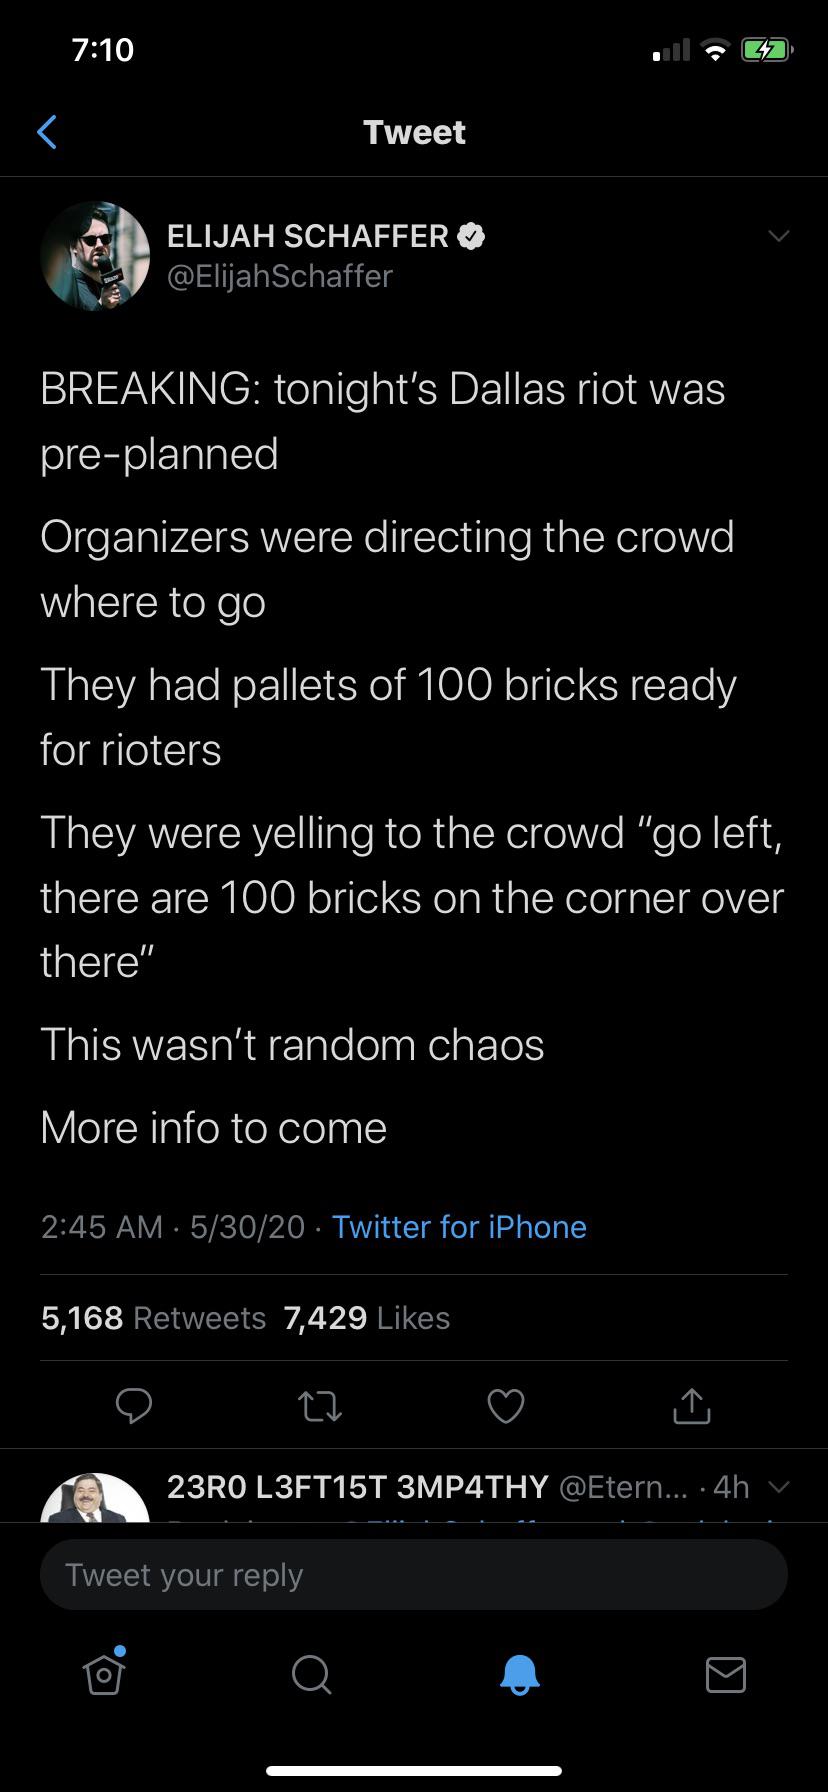 7:10
Tweet
ELIJAH SCHAFFER
@ElijahSchaffer
BREAKING: tonight's Dallas riot was
pre-planned
Organizers were directing the crowd
where to go
They had pallets of 100 bricks ready
for rioters
They were yelling to the crowd "go left,
there are 100 bricks on the corner over
there"
This wasn't random chaos
More info to come
2:45 AM · 5/30/20 · Twitter for iPhone
5,168 Retweets 7,429 Likes
23R0 L3FT15T 3MP4THY @Etern... · 4h
Tweet your reply